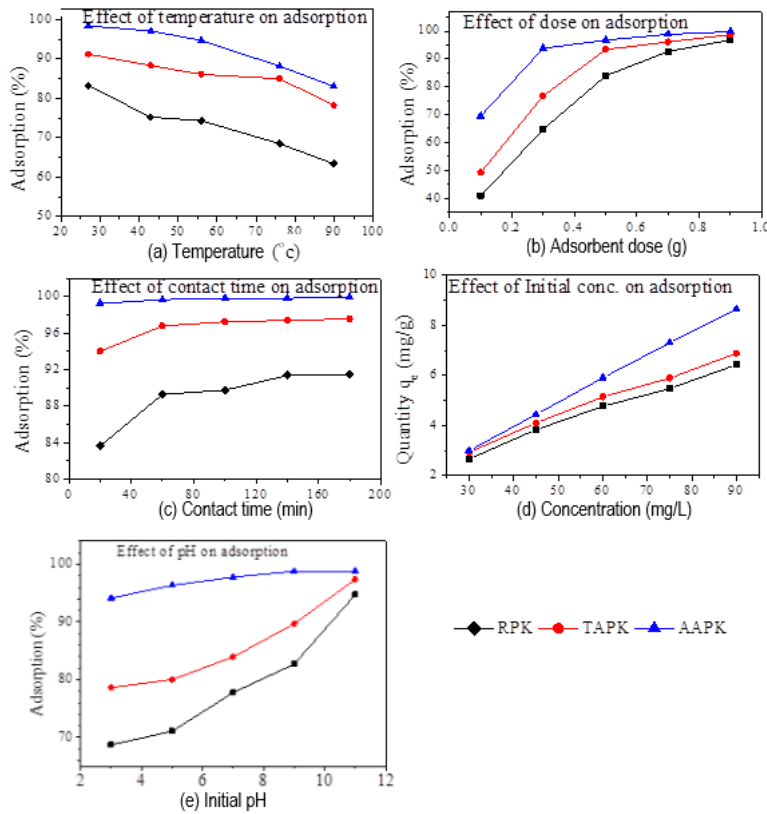 Effect of temperature on adsorption
100
90
80
70
60
50
Adsorption (%)
20 30 40 50 60 70 80 90 100
(a) Temperature (°c)
Effect of dose on adsorption
100
90
80
70
60
50
40
Adsorption (%)
0.0 0.2 0.4 0.6 0.8 1.0
(b) Adsorbent dose (g)
Effect of contact time on adsorption
100
96
92
88
84
80
Adsorption (%)
0 40 80 120 160 200
(c) Contact time (min)
Effect of Initial conc. on adsorption
10
8
6
4
2
Quantity qe (mg/g)
30 40 50 60 70 80 90
(d) Concentration (mg/L)
Effect of pH on adsorption
100
90
80
70
Adsorption (%)
2 4 6 8 10 12
(e) Initial pH
RPK TAPK AAPK